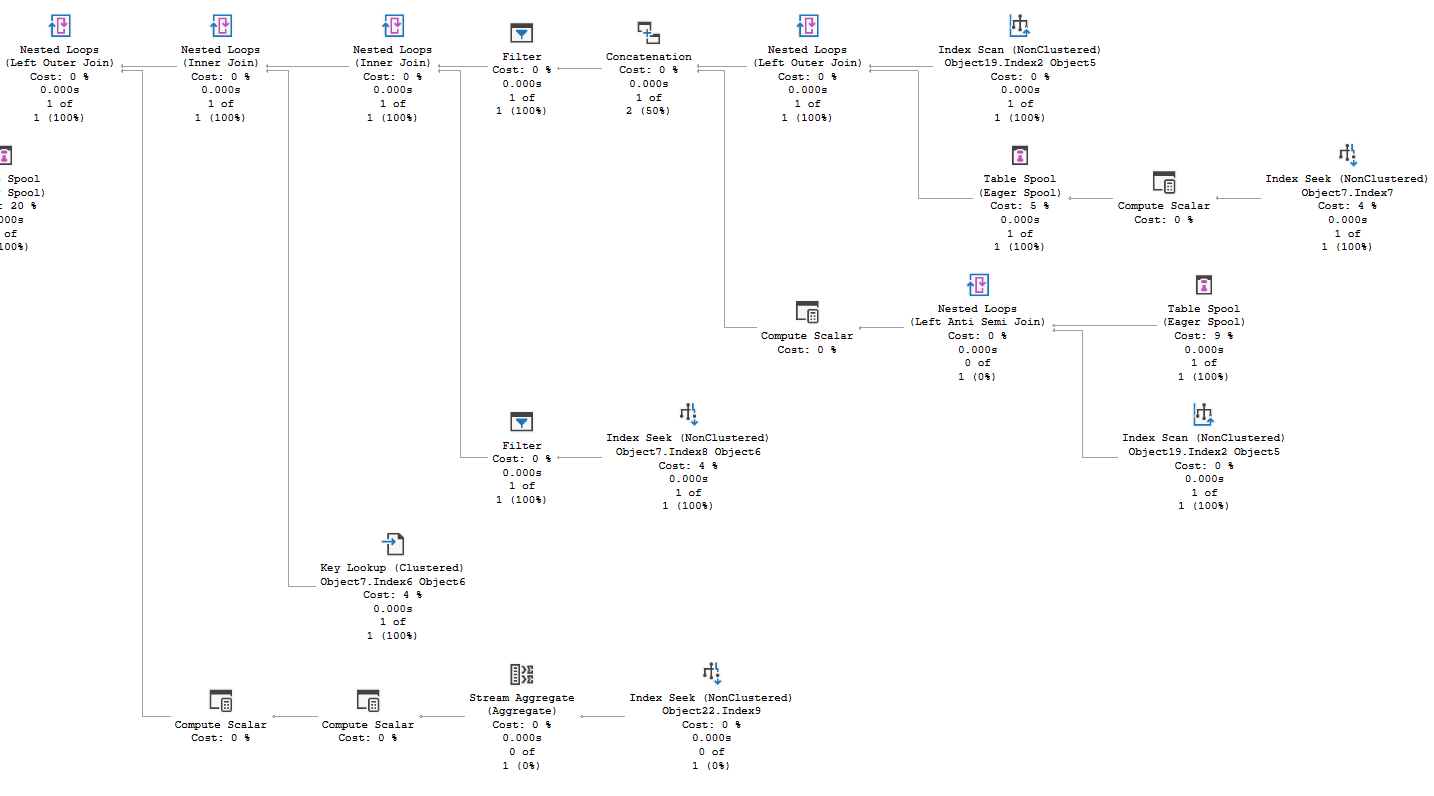 Nested Loops
(Left Outer Join)
Cost: 0 %
0.000s
1 of
1 (100%)
Nested Loops
(Inner Join)
Cost: 0 %
0.000s
1 of
1 (100%)
Nested Loops
(Inner Join)
Cost: 0 %
0.000s
1 of
1 (100%)
Filter
Cost: 0 %
0.000s
1 of
1 (100%)
Concatenation
Cost: 0 %
0.000s
1 of
2 (50%)
Nested Loops
(Left Outer Join)
Cost: 0 %
0.000s
1 of
1 (100%)
Index Scan (NonClustered)
Object19.Index2 Object5
Cost: 0 %
0.000s
1 of
1 (100%)
Spool
Spool)
: 20 %
000s
of
100%)
Table Spool
(Eager Spool)
Cost: 5 %
0.000s
1 of
1 (100%)
Compute Scalar
Cost: 0 %
Index Seek (NonClustered)
Object7.Index7
Cost: 4 %
0.000s
1 of
1 (100%)
Compute Scalar
Cost: 0 %
Nested Loops
(Left Anti Semi Join)
Cost: 0 %
0.000s
0 of
1 (0%)
Table Spool
(Eager Spool)
Cost: 9 %
0.000s
1 of
1 (100%)
Filter
Cost: 0 %
0.000s
1 of
1 (100%)
Index Seek (NonClustered)
Object7.Index8 Object6
Cost: 4 %
0.000s
1 of
1 (100%)
Index Scan (NonClustered)
Object19.Index2 Object5
Cost: 0 %
0.000s
1 of
1 (100%)
Key Lookup (Clustered)
Object7.Index6 Object6
Cost: 4 %
0.000s
1 of
1 (100%)
Compute Scalar
Cost: 0 %
Compute Scalar
Cost: 0 %
Stream Aggregate
(Aggregate)
Cost: 0 %
0.000s
0 of
1 (0%)
Index Seek (NonClustered)
Object22.Index9
Cost: 0 %
0.000s
0 of
1 (0%)